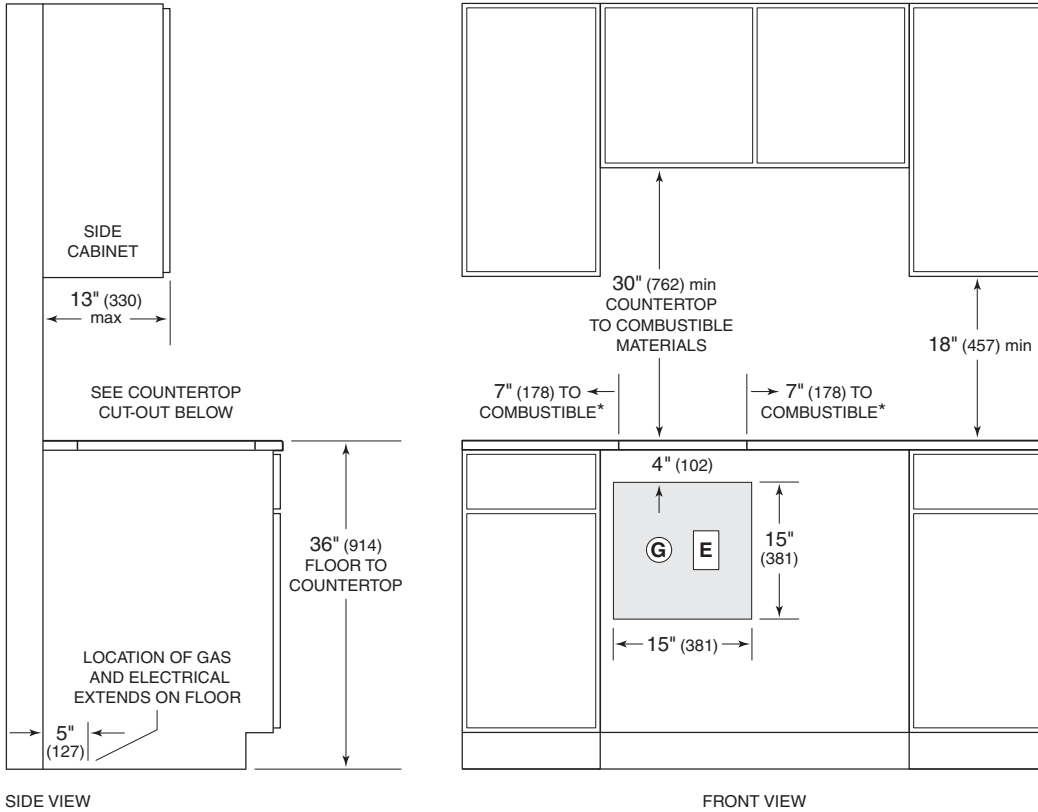 SIDE
CABINET
13" (330)
max
SEE COUNTERTOP
CUT-OUT BELOW
36" (914)
FLOOR TO
COUNTERTOP
LOCATION OF GAS
AND ELECTRICAL
EXTENDS ON FLOOR
5"
(127)
SIDE VIEW
30" (762) min
COUNTERTOP
TO COMBUSTIBLE
MATERIALS
18" (457) min
7" (178) TO
COMBUSTIBLE*
7" (178) TO
COMBUSTIBLE*
4" (102)
G
E
15"
(381)
15" (381)
FRONT VIEW